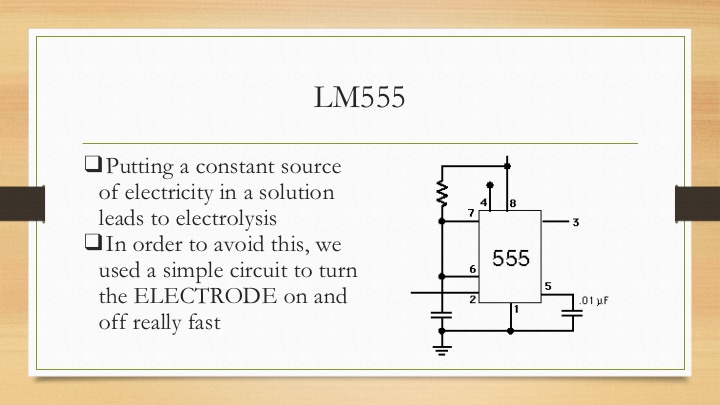 LM555
❑Putting a constant source
of electricity in a solution
leads to electrolysis
❑In order to avoid this, we
used a simple circuit to turn
the ELECTRODE on and
off really fast
4 8
7
3
555
6
5
2
.01 µF
1